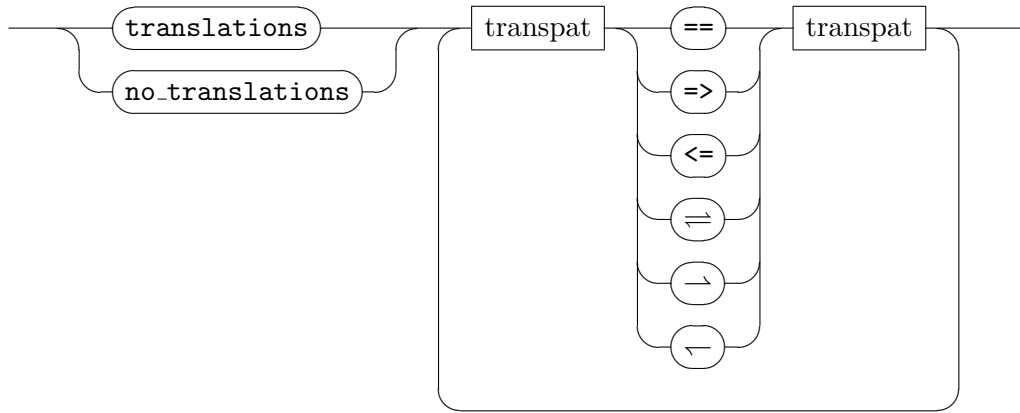 translations transpat == transpat
no_translations =>
<=
⇌
⇀
↽